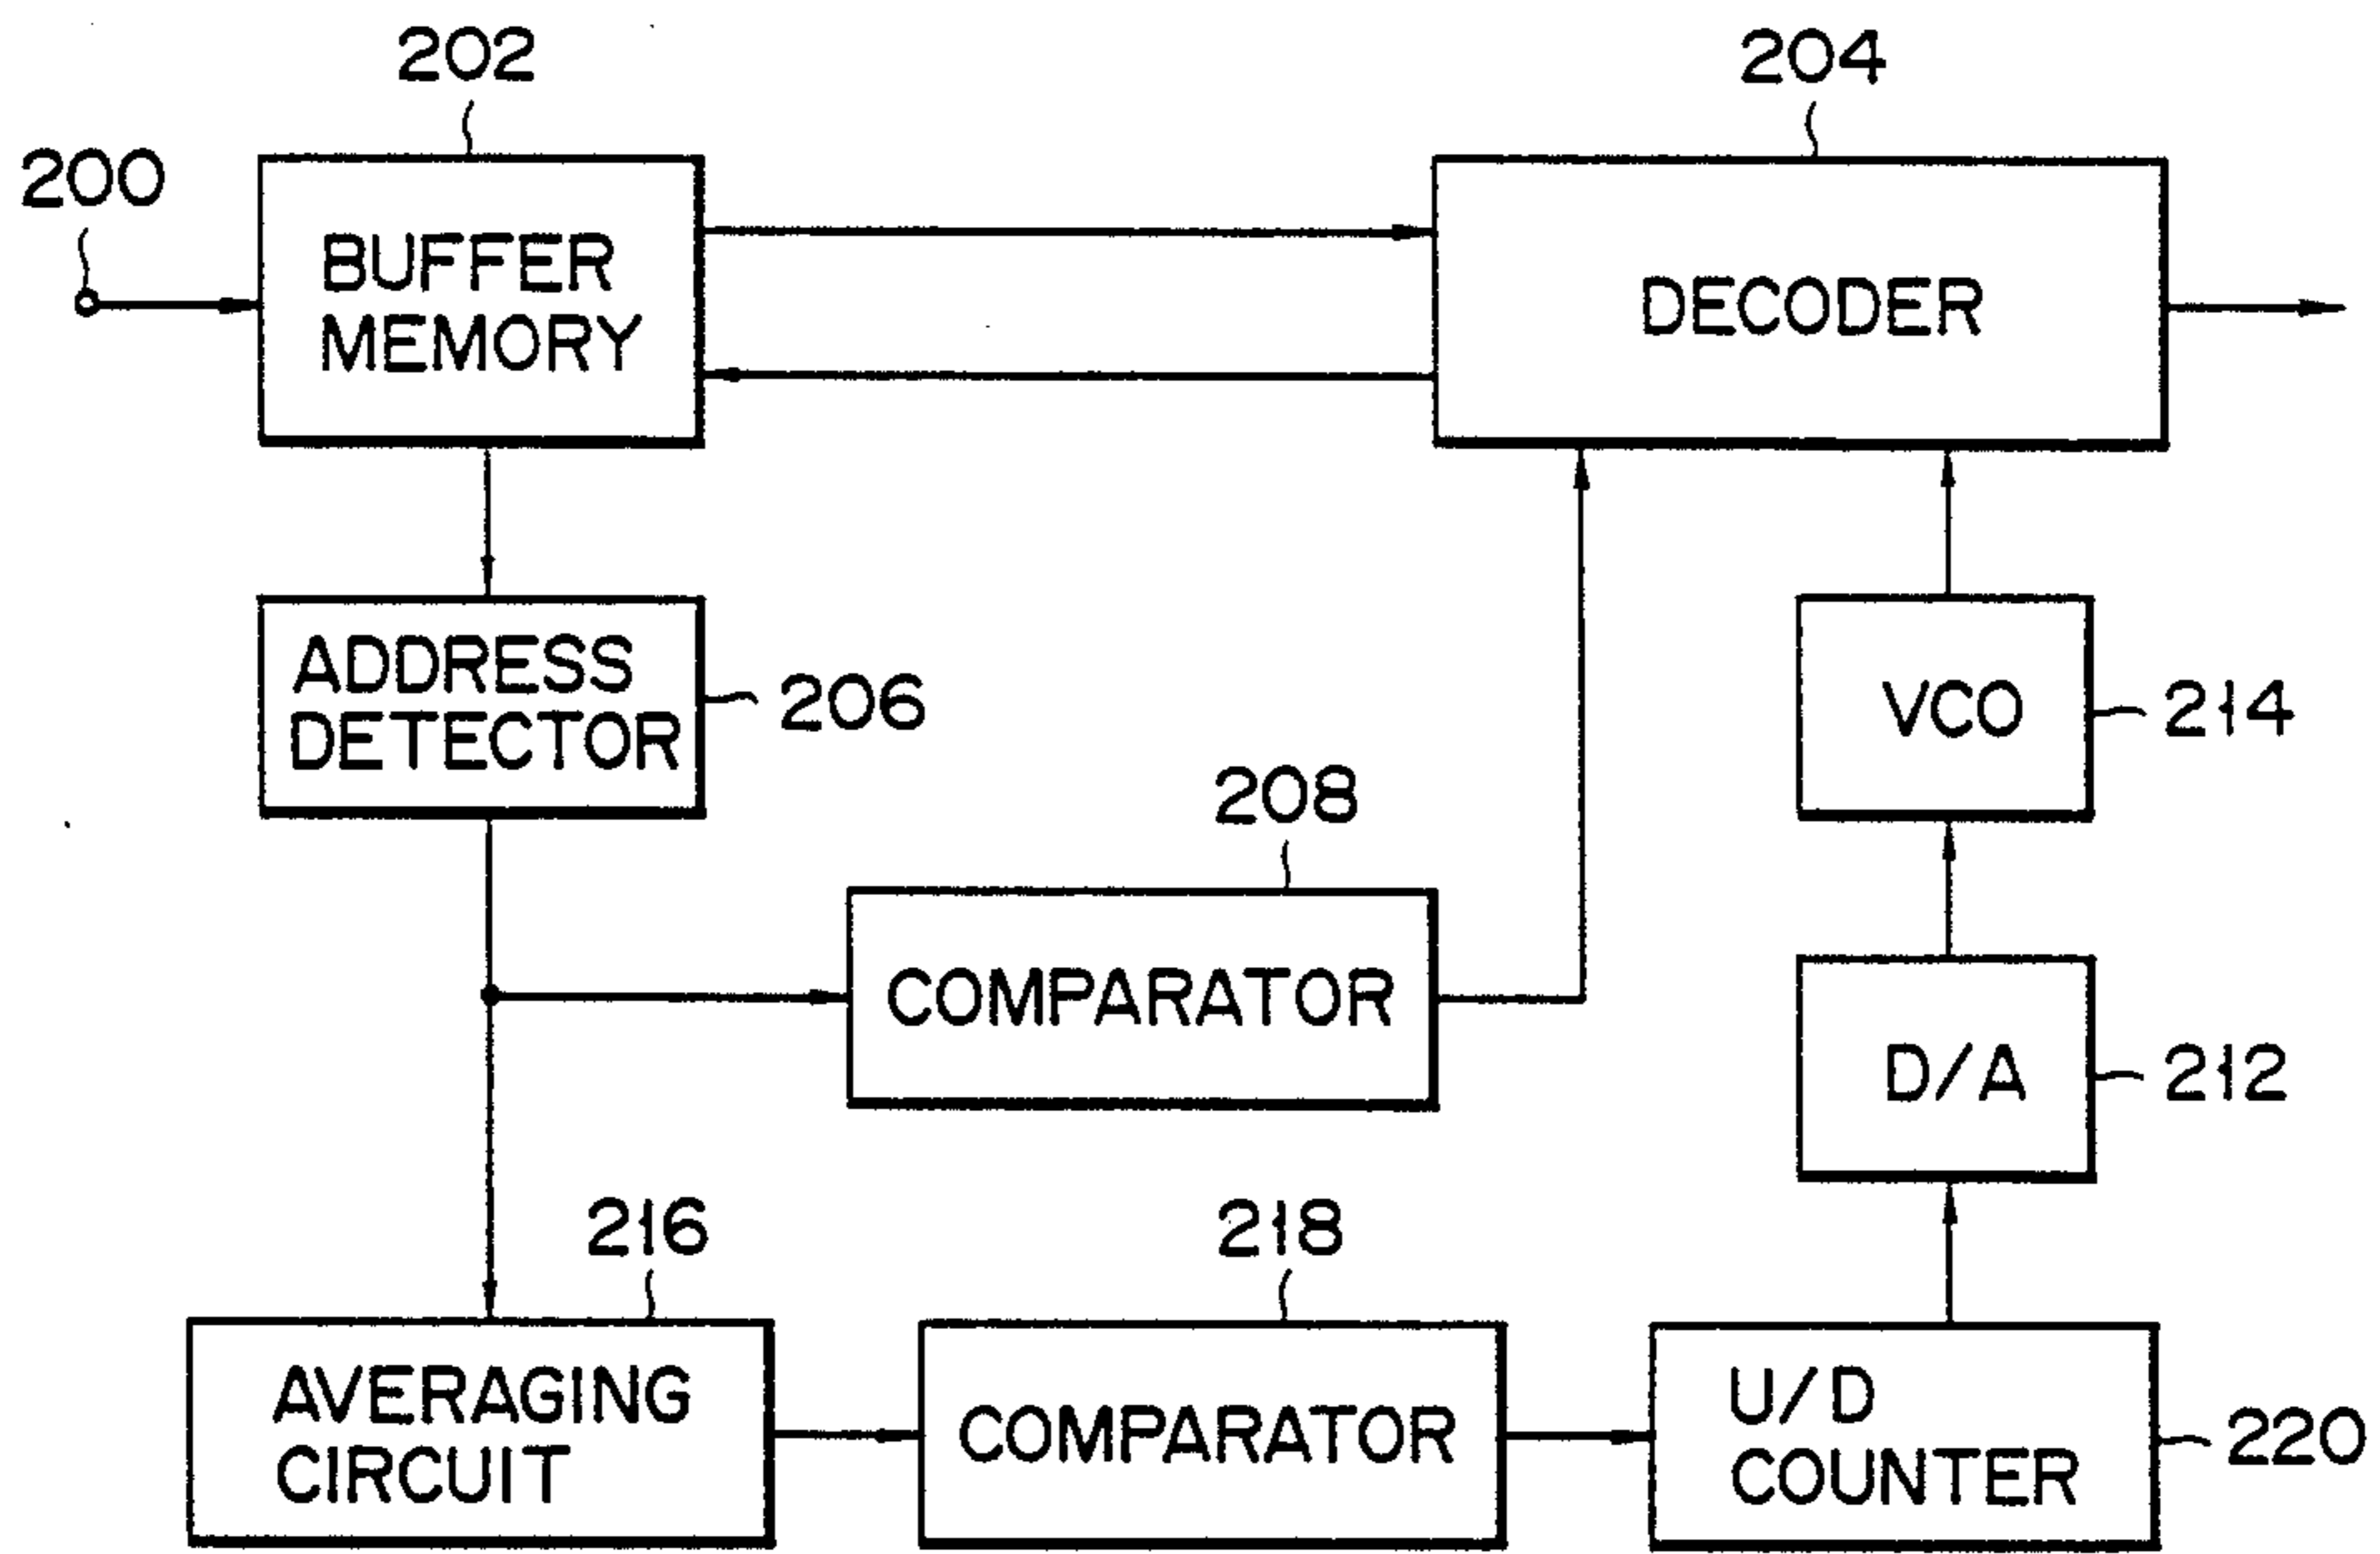 202
204
200
BUFFER
MEMORY
DECODER
ADDRESS
DETECTOR
206
VCO
214
208
COMPARATOR
D/A
212
216
218
AVERAGING
CIRCUIT
COMPARATOR
U/D
COUNTER
220